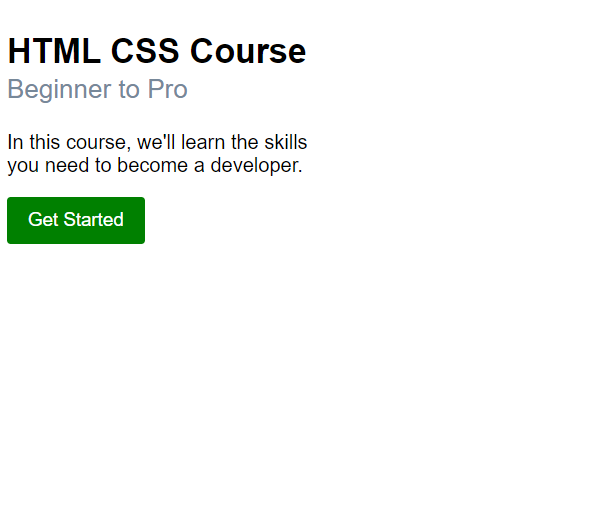 HTML CSS Course
Beginner to Pro
In this course, we'll learn the skills
you need to become a developer.
Get Started